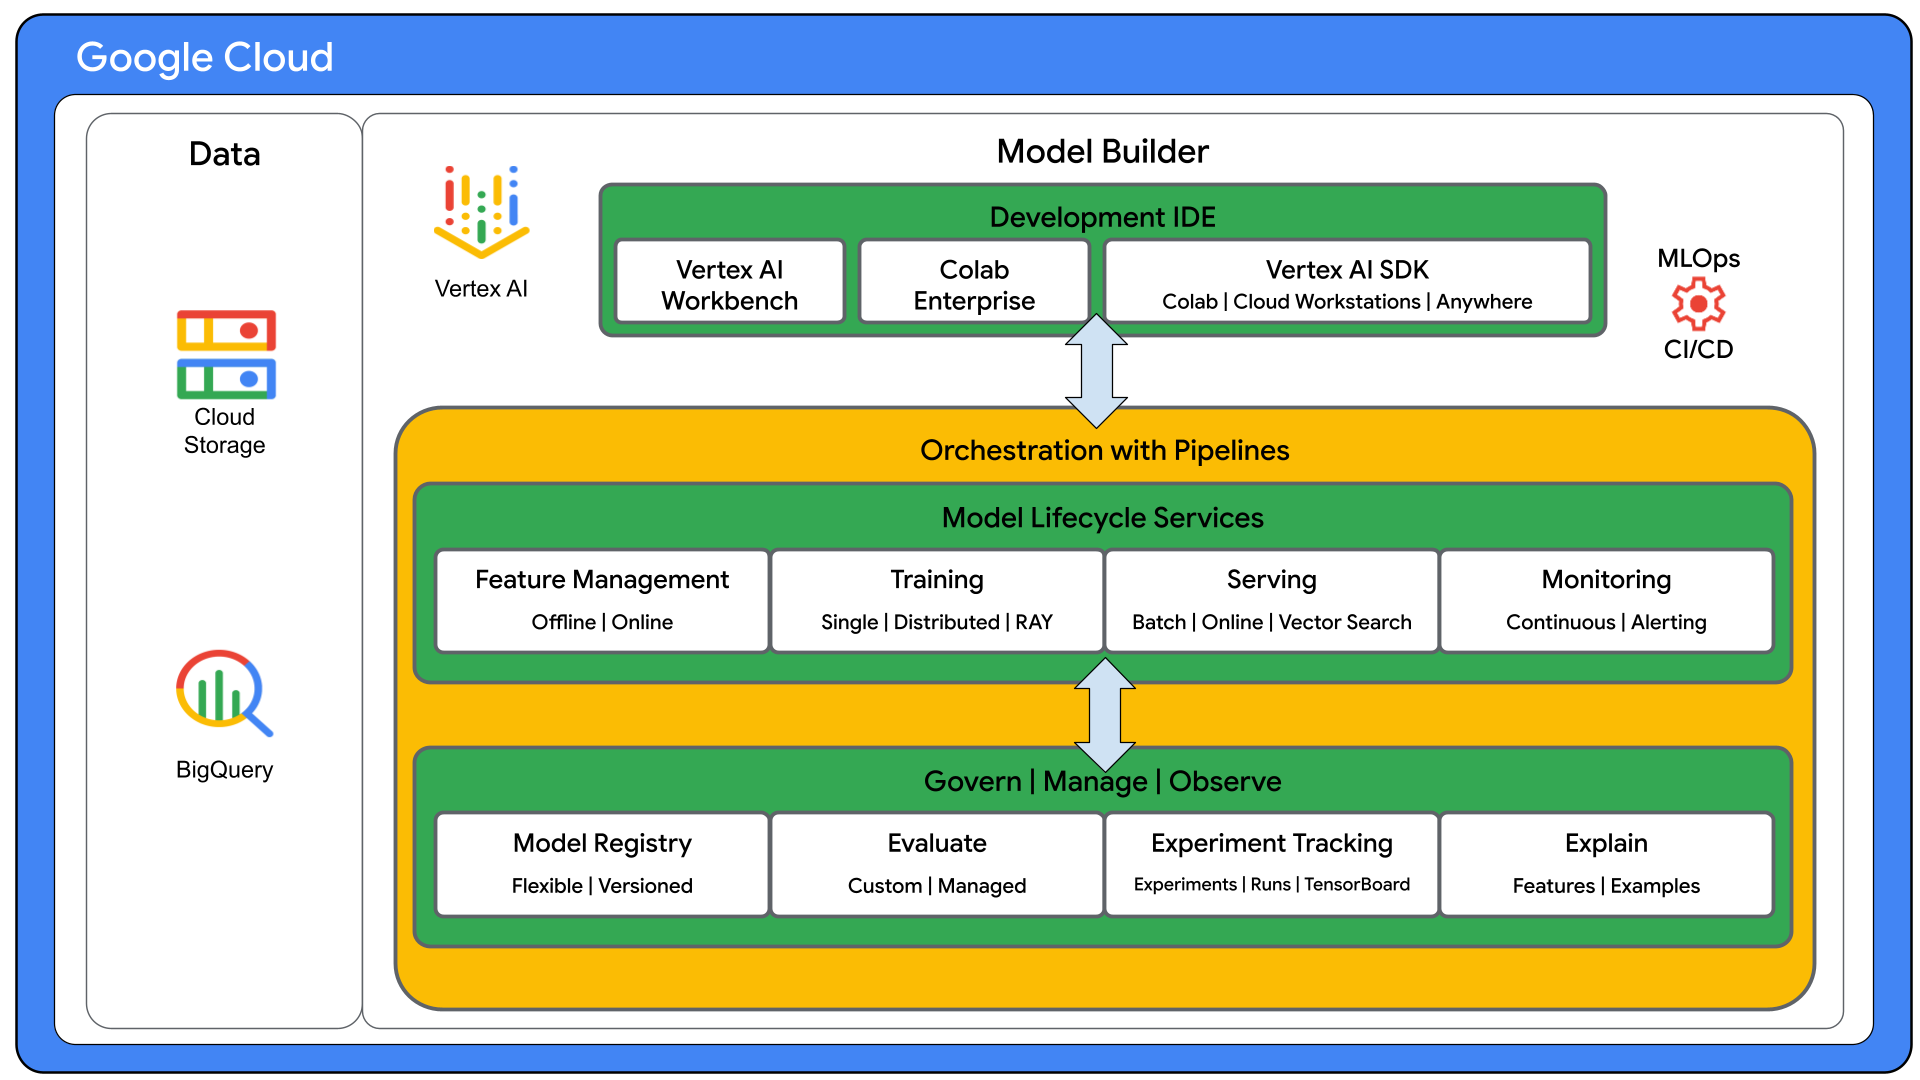 Google Cloud
Data
Cloud
Storage
BigQuery
Model Builder
Vertex AI
Development IDE
Vertex AI
Workbench
Colab
Enterprise
Vertex AI SDK
Colab | Cloud Workstations | Anywhere
MLOps
CI/CD
Orchestration with Pipelines
Model Lifecycle Services
Feature Management
Offline | Online
Training
Single | Distributed | RAY
Serving
Batch | Online | Vector Search
Monitoring
Continuous | Alerting
Govern | Manage | Observe
Model Registry
Flexible | Versioned
Evaluate
Custom | Managed
Experiment Tracking
Experiments | Runs | TensorBoard
Explain
Features | Examples